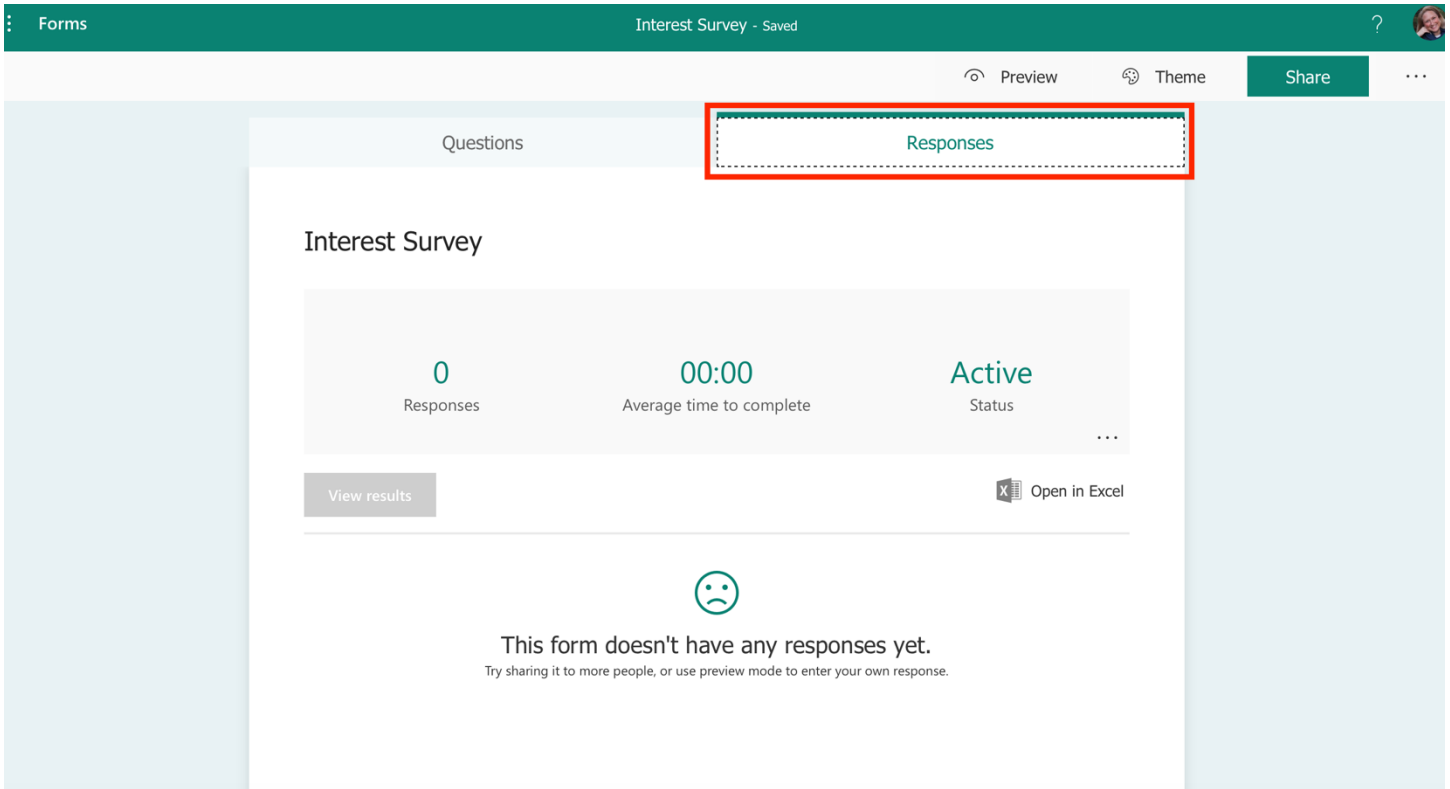 Forms
Interest Survey - Saved
?
Preview
Theme
Share
...
Questions
Responses
Interest Survey
0
00:00
Active
Responses
Average time to complete
Status
...
View results
X
Open in Excel
This form doesn't have any responses yet.
Try sharing it to more people, or use preview mode to enter your own response.